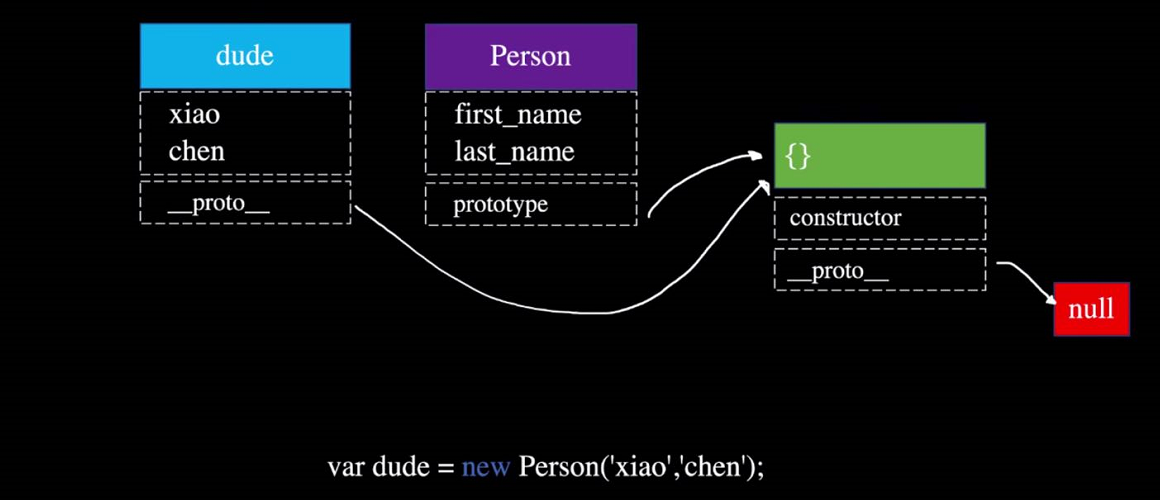 dude
xiao
chen
__proto__
Person
first_name
last_name
prototype
{}
constructor
__proto__
null
var dude = new Person('xiao','chen');